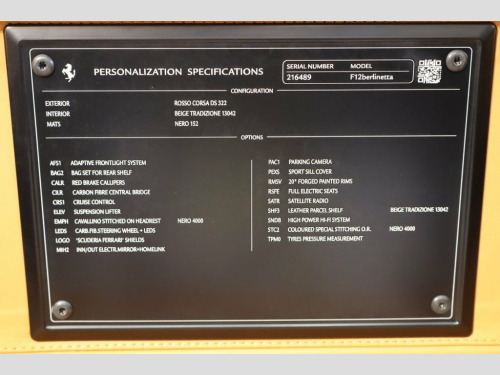 PERSONALIZATION SPECIFICATIONS
SERIAL NUMBER MODEL
216489 F12berlinetta
CONFIGURATION
EXTERIOR ROSSO CORSA DS 322
INTERIOR BEIGE TRADIZIONE 13042
MATS NERO 152
OPTIONS
AFS1 ADAPTIVE FRONTLIGHT SYSTEM
BAG2 BAG SET FOR REAR SHELF
CALR RED BRAKE CALLIPERS
CILR CARBON FIBRE CENTRAL BRIDGE
CRS1 CRUISE CONTROL
ELEV SUSPENSION LIFTER
EMPH CAVALLINO STITCHED ON HEADREST NERO 4000
LEDS CARB.FIB.STEERING WHEEL + LEDS
LOGO "SCUDERIA FERRARI" SHIELDS
MIH2 INN/OUT ELECTR.MIRROR+HOMELINK
PAC1 PARKING CAMERA
PEXS SPORT SILL COVER
RMSV 20" FORGED PAINTED RIMS
RSFE FULL ELECTRIC SEATS
SATR SATELLITE RADIO
SHF3 LEATHER PARCEL SHELF BEIGE TRADIZIONE 13042
SNDB HIGH POWER HI-FI SYSTEM
STC2 COLOURED SPECIAL STITCHING O.R. NERO 4000
TPM0 TYRES PRESSURE MEASUREMENT